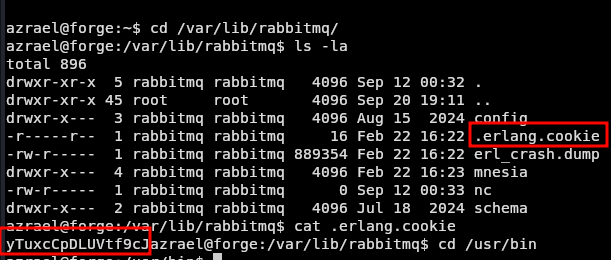 azrael@forge:~$ cd /var/lib/rabbitmq/
azrael@forge:/var/lib/rabbitmq$ ls -la
total 896
drwxr-xr-x  5 rabbitmq rabbitmq   4096 Sep 12 00:32 .
drwxr-xr-x 45 root     root       4096 Sep 20 19:11 ..
drwxr-x---  3 rabbitmq rabbitmq   4096 Aug 15  2024 config
-r-----r--  1 rabbitmq rabbitmq     16 Feb 22 16:22 .erlang.cookie
-rw-r-----  1 rabbitmq rabbitmq 889354 Feb 22 16:22 erl_crash.dump
drwxr-x---  4 rabbitmq rabbitmq   4096 Feb 22 16:23 mnesia
-rw-r-----  1 rabbitmq rabbitmq      0 Sep 12 00:33 nc
drwxr-x---  2 rabbitmq rabbitmq   4096 Jul 18  2024 schema
azrael@forge:/var/lib/rabbitmq$ cat .erlang.cookie
yTuxcCpDLUVtf9cJazrael@forge:/var/lib/rabbitmq$ cd /usr/bin
azrael@forge:/usr/bin$